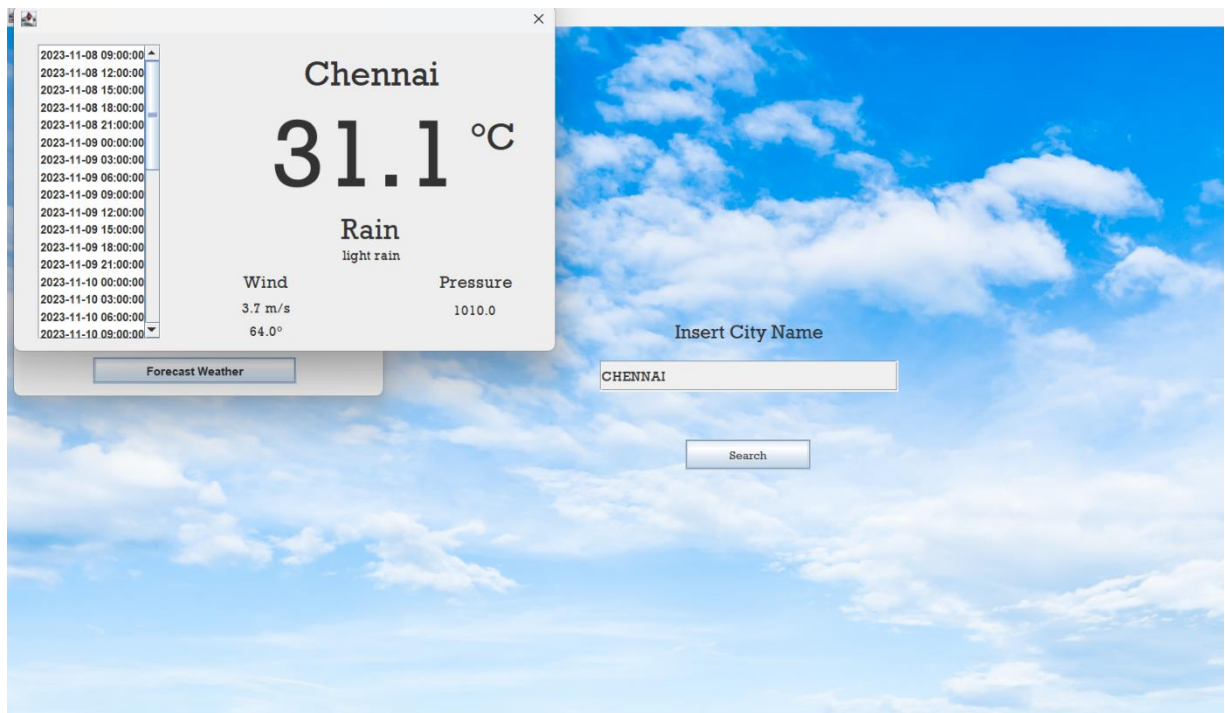 2023-11-08 09:00:00
2023-11-08 12:00:00
2023-11-08 15:00:00
2023-11-08 18:00:00
2023-11-08 21:00:00
2023-11-09 00:00:00
2023-11-09 03:00:00
2023-11-09 06:00:00
2023-11-09 09:00:00
2023-11-09 12:00:00
2023-11-09 15:00:00
2023-11-09 18:00:00
2023-11-09 21:00:00
2023-11-10 00:00:00
2023-11-10 03:00:00
2023-11-10 06:00:00
2023-11-10 09:00:00
Chennai
31.1 °C
Rain
light rain
Wind
3.7 m/s
64.0°
Pressure
1010.0
Forecast Weather
Insert City Name
CHENNAI
Search